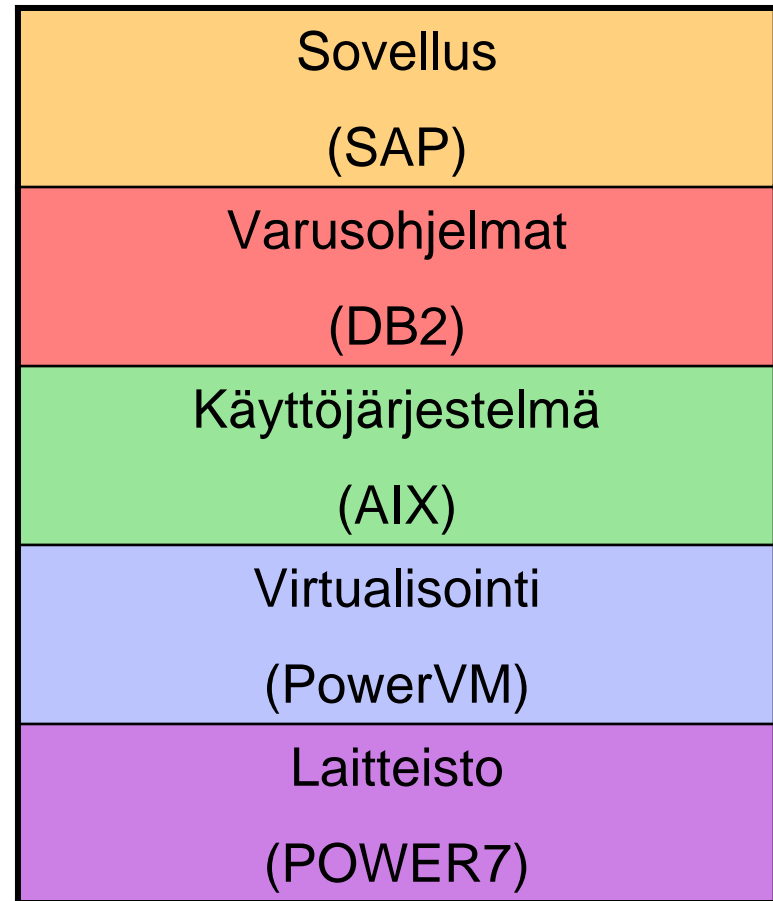 Sovellus
(SAP)
Varusohjelmat
(DB2)
Käyttöjärjestelmä
(AIX)
Virtualisointi
(PowerVM)
Laitteisto
(POWER7)